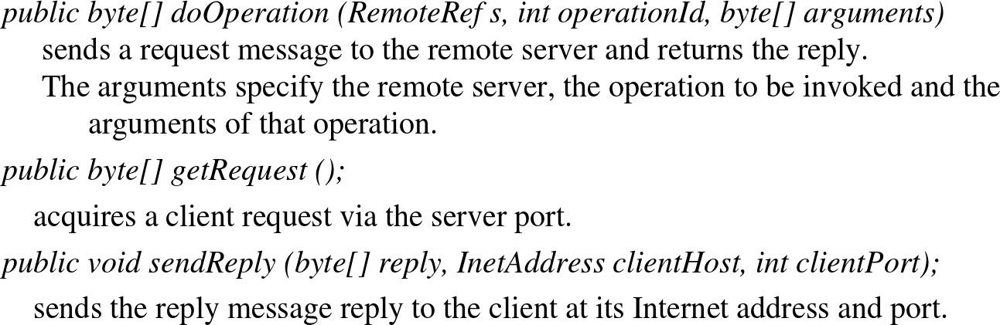 public byte[] doOperation (RemoteRef s, int operationId, byte[] arguments)
sends a request message to the remote server and returns the reply.
The arguments specify the remote server, the operation to be invoked and the
arguments of that operation.
public byte[] getRequest ();
acquires a client request via the server port.
public void sendReply (byte[] reply, InetAddress clientHost, int clientPort);
sends the reply message reply to the client at its Internet address and port.